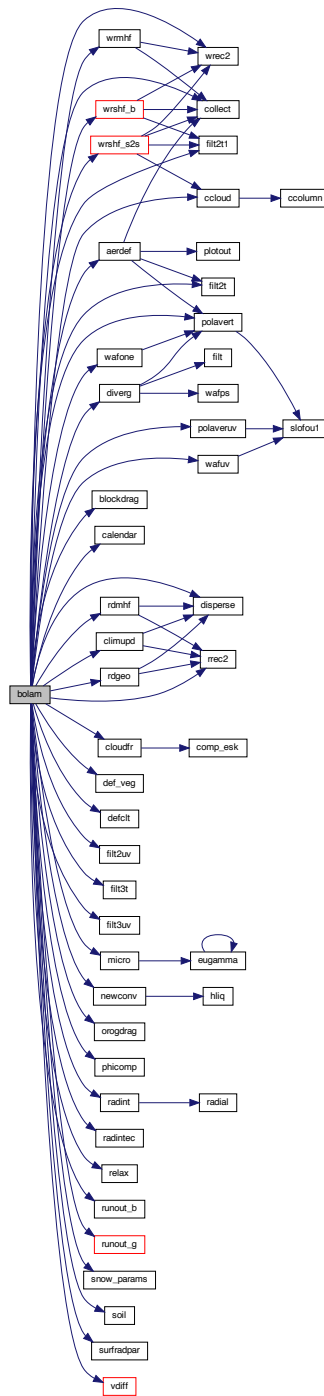 wrmhf
wrec2
wrshf_b
collect
wrshf_s2s
filt2t1
ccloud
ccolumn
aerdef
plotout
filt2t
polavert
wafone
filt
diverg
wafps
polaveruv
slofou1
wafuv
blockdrag
calendar
rdmhf
disperse
climupd
rrec2
rdgeo
bolam
cloudfr
comp_esk
def_veg
defclt
filt2uv
filt3t
filt3uv
micro
eugamma
newconv
hliq
orogdrag
phicomp
radint
radial
radintec
relax
runout_b
runout_g
snow_params
soil
surfradpar
vdiff